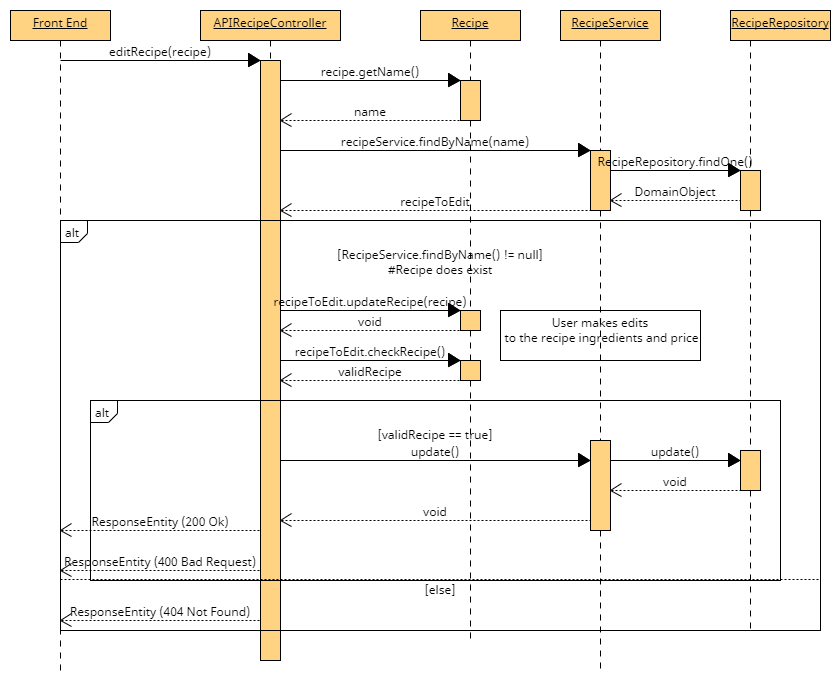 Front End
APIRecipeController
Recipe
RecipeService
RecipeRepository
editRecipe(recipe)
recipe.getName()
name
recipeService.findByName(name)
RecipeRepository.findOne()
DomainObject
recipeToEdit
alt
[RecipeService.findByName() != null]
#Recipe does exist
recipeToEdit.updateRecipe(recipe)
void
User makes edits
to the recipe ingredients and price
recipeToEdit.checkRecipe()
validRecipe
alt
[validRecipe == true]
update()
update()
void
void
ResponseEntity (200 Ok)
ResponseEntity (400 Bad Request)
[else]
ResponseEntity (404 Not Found)